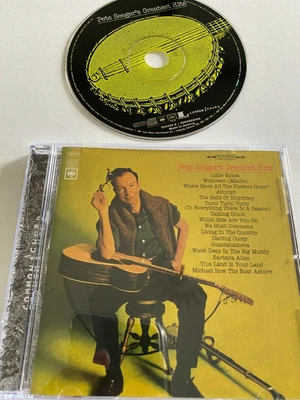 Pete Seeger's Greatest Hits
Pete Seeger's Greatest Hits
Little Boxes
Wimoweh (Mbube)
Where Have All The Flowers Gone?
Abiyoyo
The Bells Of Rhymney
Turn! Turn! Turn!
(To Everything There Is A Season)
Talking Union
Which Side Are You On
We Shall Overcome
Living In The Country
Darling Corey
Guantanamera
Waist Deep In The Big Muddy
Barbara Allen
This Land Is Your Land
Michael Row The Boat Ashore